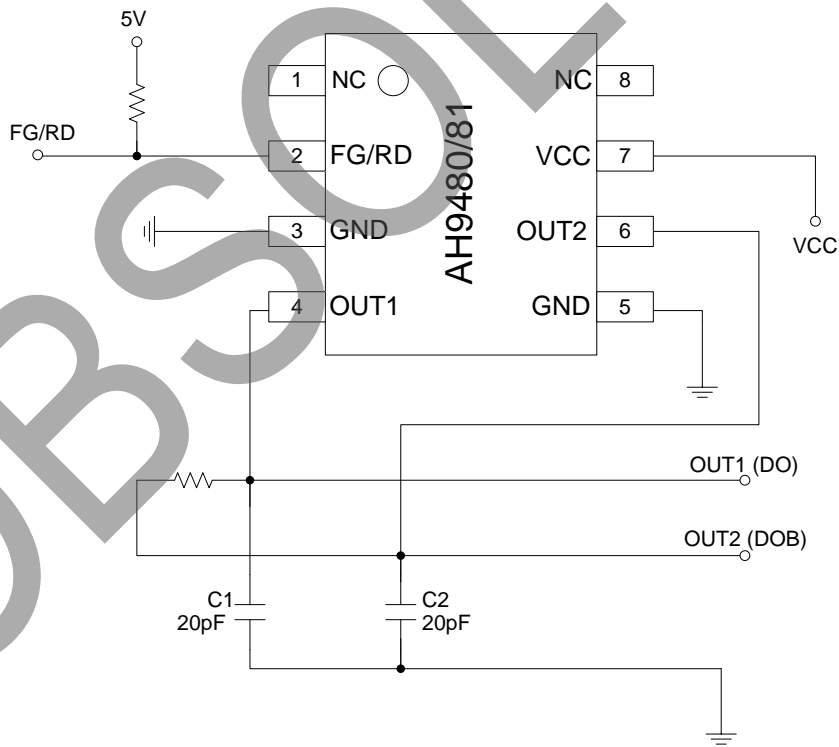 5V
FG/RD
1 NC
NC 8
2 FG/RD
VCC 7
3 GND
OUT2 6
4 OUT1
GND 5
AH9480/81
VCC
OUT1 (DO)
OUT2 (DOB)
C1
20pF
C2
20pF